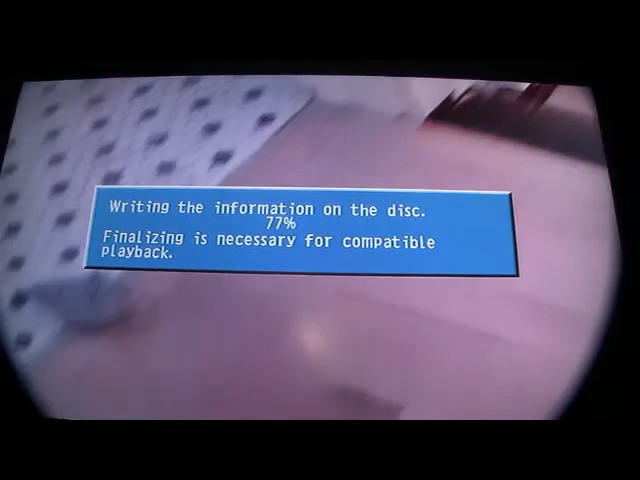 Writing the information on the disc.
77%
Finalizing is necessary for compatible
playback.